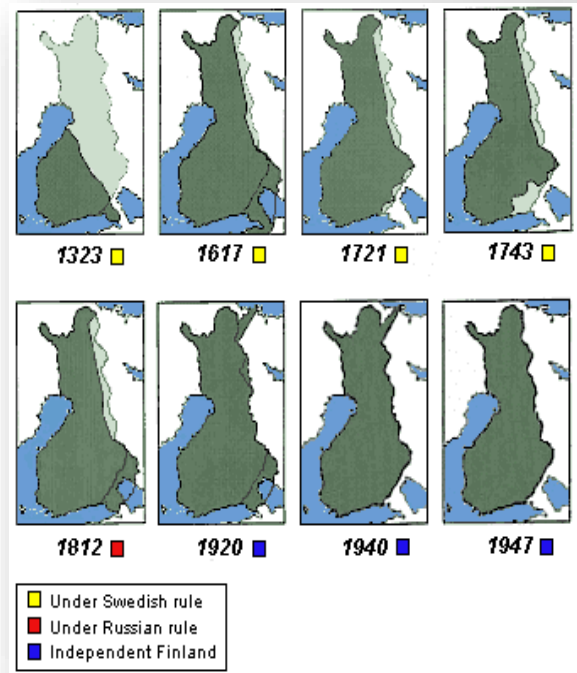 1323 1617 1721 1743
1812 1920 1940 1947
Under Swedish rule
Under Russian rule
Independent Finland